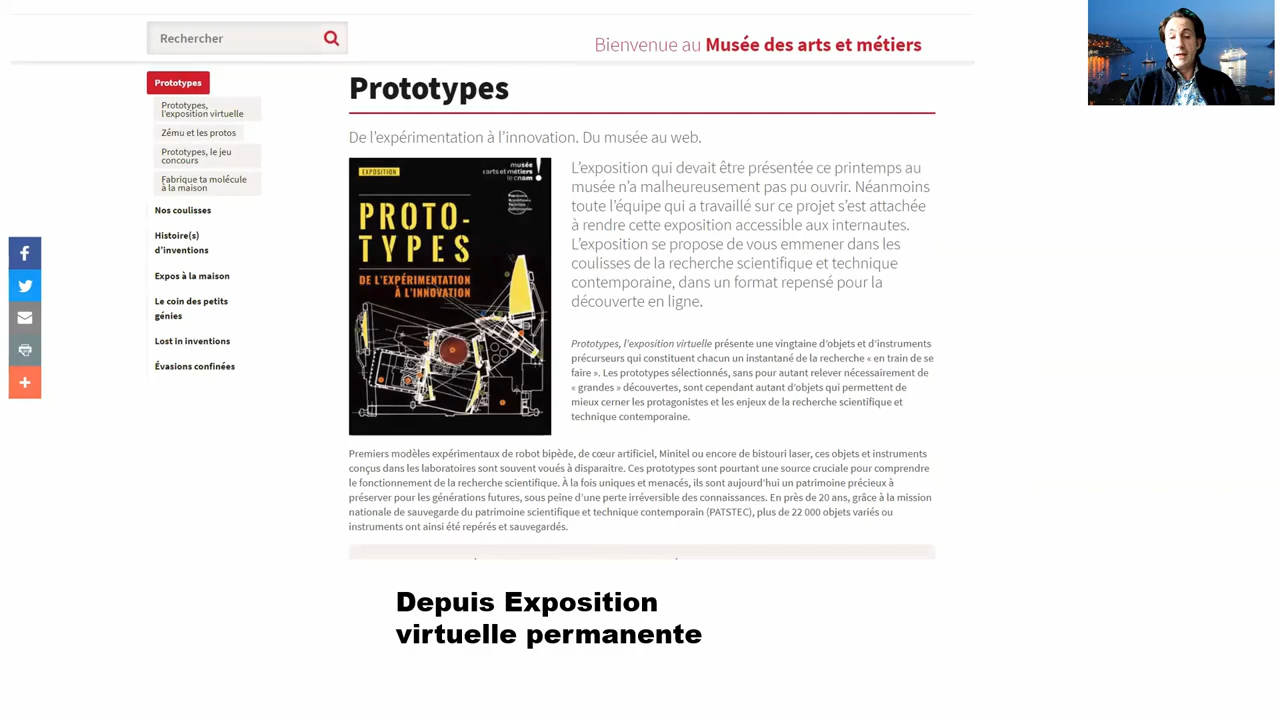 Rechercher
Bienvenue au Musée des arts et métiers
Prototypes
Prototypes,
l'exposition virtuelle
Zému et les protos
Prototypes, le jeu
concours
Fabrique ta molécule
à la maison
Nos coulisses
Histoire(s)
d'inventions
Expos à la maison
Le coin des petits
génies
Lost in inventions
Évasions confinées
Prototypes
De l'expérimentation à l'innovation. Du musée au web.
EXPOSITION
musée
arts et métiers
le cnam
PROTO-
TYPES
DE L'EXPÉRIMENTATION
À L'INNOVATION
L'exposition qui devait être présentée ce printemps au
musée n'a malheureusement pas pu ouvrir. Néanmoins
toute l'équipe qui a travaillé sur ce projet s'est attachée
à rendre cette exposition accessible aux internautes.
L'exposition se propose de vous emmener dans les
coulisses de la recherche scientifique et technique
contemporaine, dans un format repensé pour la
découverte en ligne.
Prototypes, l'exposition virtuelle présente une vingtaine d'objets et d'instruments
précurseurs qui constituent chacun un instantané de la recherche « en train de se
faire ». Les prototypes sélectionnés, sans pour autant relever nécessairement de
« grandes » découvertes, sont cependant autant d'objets qui permettent de
mieux cerner les protagonistes et les enjeux de la recherche scientifique et
technique contemporaine.
Premiers modèles expérimentaux de robot bipède, de cœur artificiel, Minitel ou encore de bistouri laser, ces objets et instruments
conçus dans les laboratoires sont souvent voués à disparaitre. Ces prototypes sont pourtant une source cruciale pour comprendre
le fonctionnement de la recherche scientifique. À la fois uniques et menacés, ils sont aujourd'hui un patrimoine précieux à
préserver pour les générations futures, sous peine d'une perte irréversible des connaissances. En près de 20 ans, grâce à la mission
nationale de sauvegarde du patrimoine scientifique et technique contemporain (PATSTEC), plus de 22 000 objets variés ou
instruments ont ainsi été repérés et sauvegardés.
Depuis Exposition
virtuelle permanente